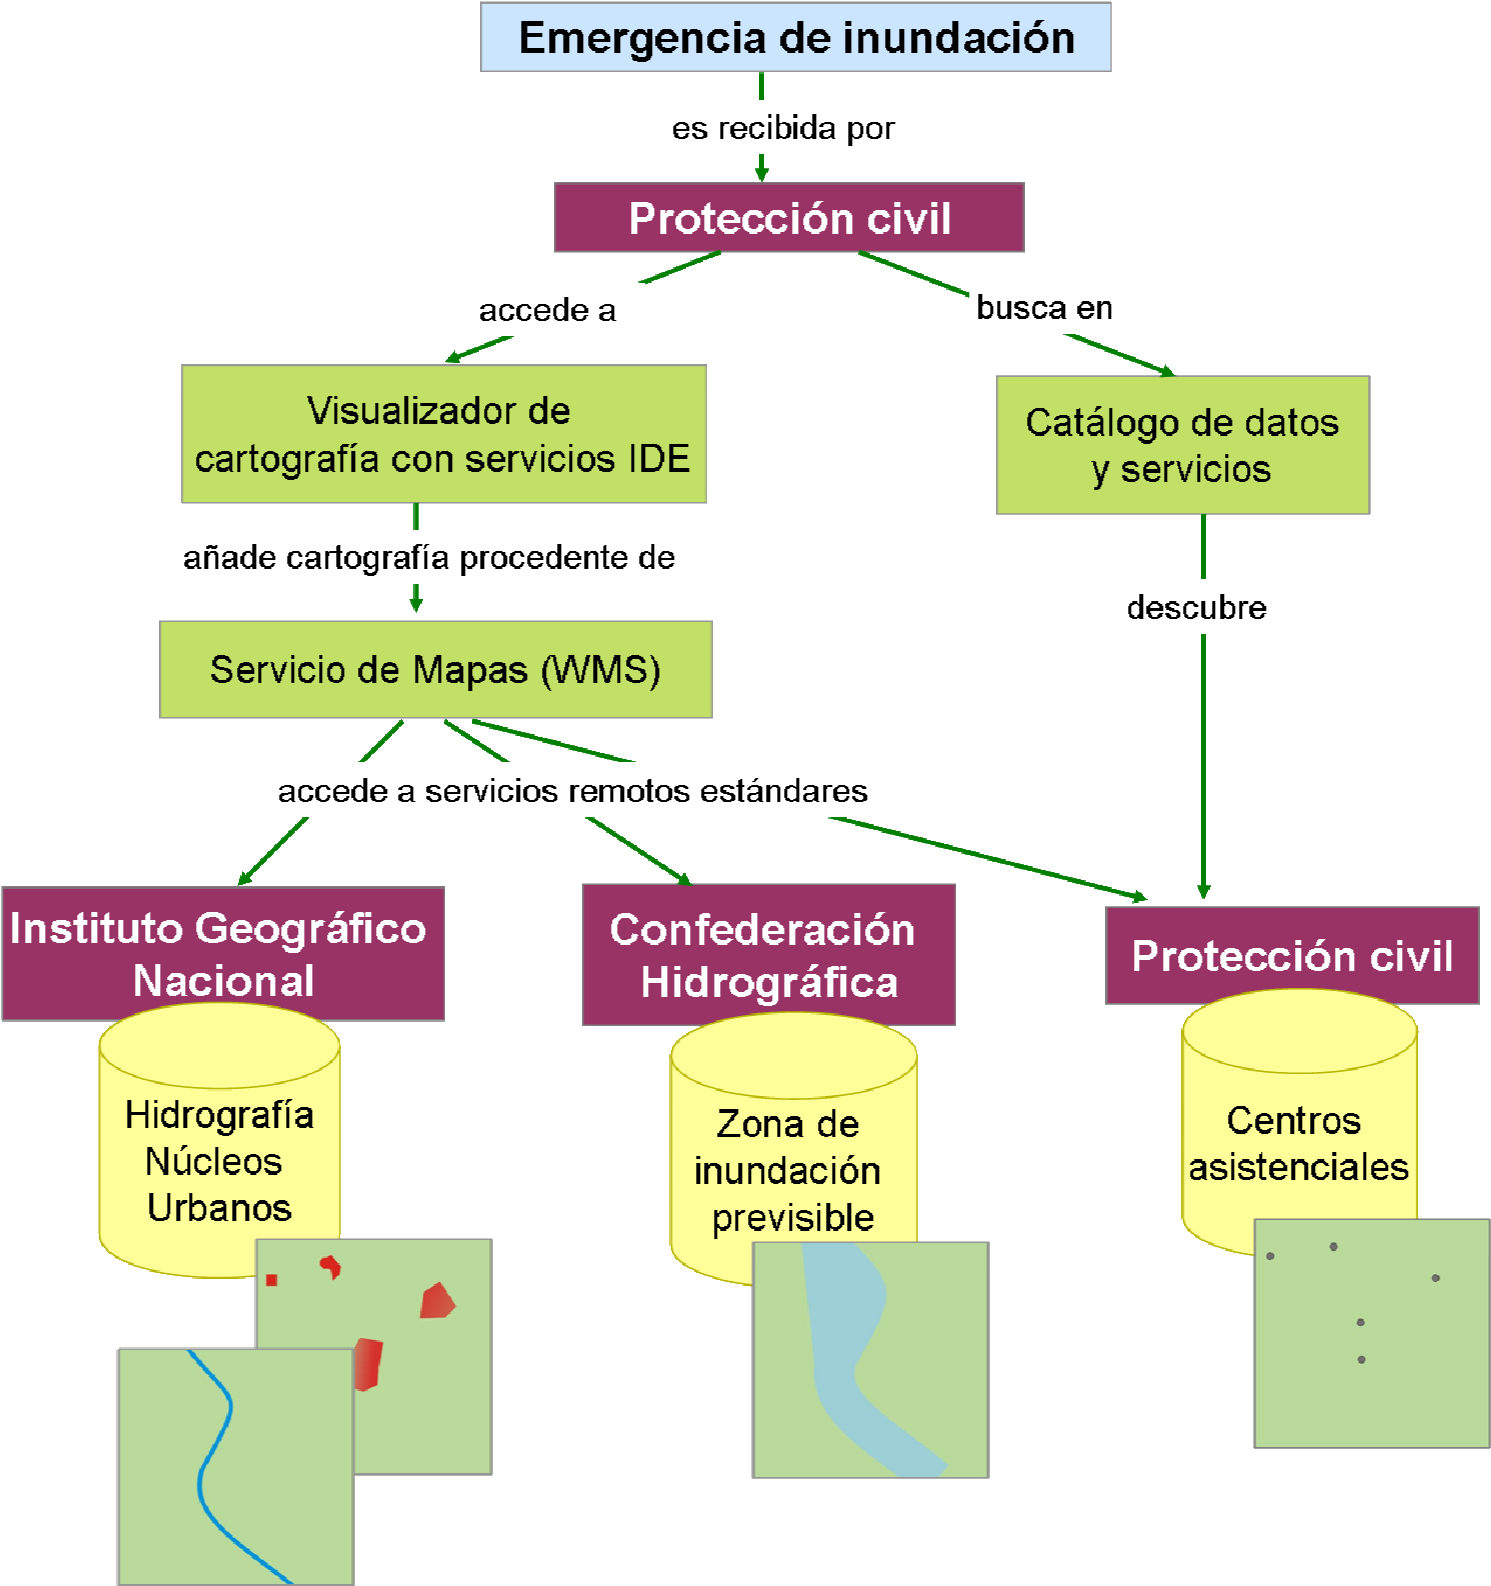 Emergencia de inundación
es recibida por
Protección civil
accede a
busca en
Visualizador de
cartografía con servicios IDE
Catálogo de datos
y servicios
añade cartografía procedente de
descubre
Servicio de Mapas (WMS)
accede a servicios remotos estándares
Instituto Geográfico
Nacional
Confederación
Hidrográfica
Protección civil
Hidrografía
Núcleos
Urbanos
Zona de
inundación
previsible
Centros
asistenciales